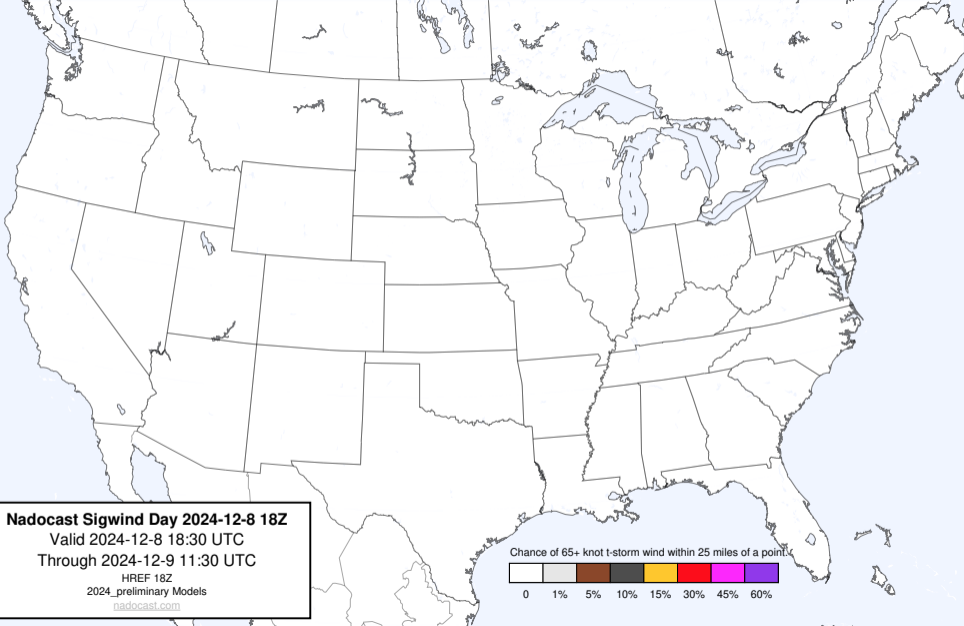 Nadocast Sigwind Day 2024-12-8 18Z
Valid 2024-12-8 18:30 UTC
Through 2024-12-9 11:30 UTC
HREF 18Z
2024_preliminary Models
nadocast.com
Chance of 65+ knot t-storm wind within 25 miles of a point.
0 1% 5% 10% 15% 30% 45% 60%